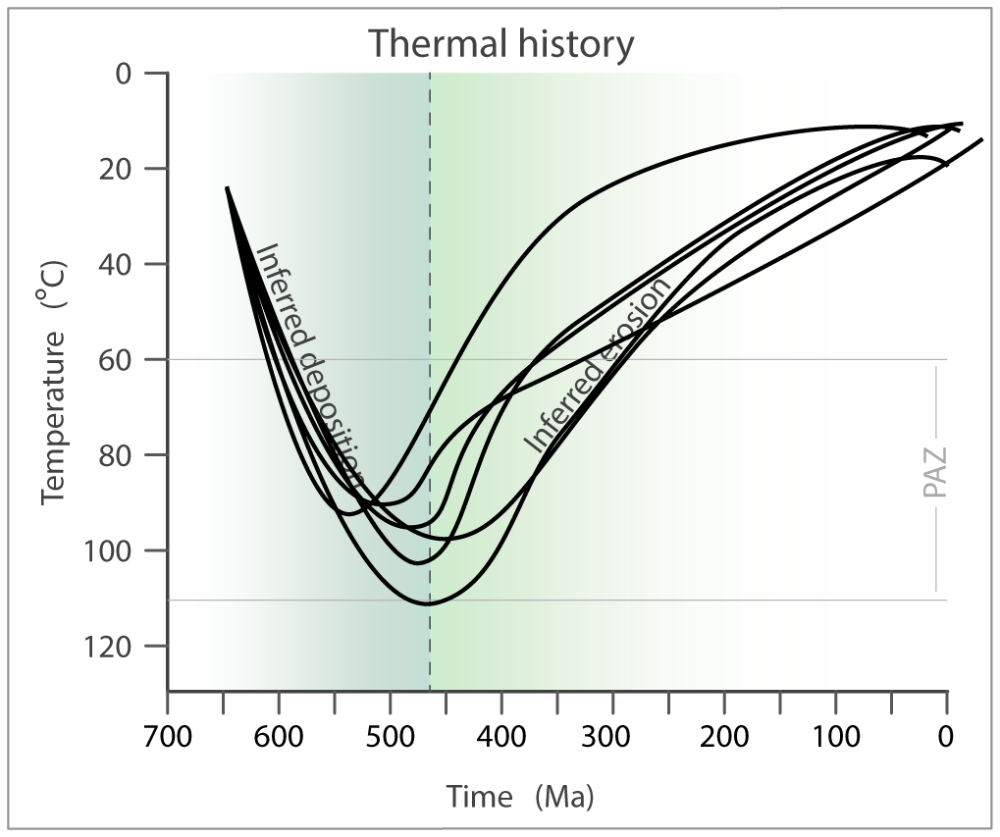 Thermal history
0
20
40
60
80
100
120
Temperature (°C)
Inferred deposition
Inferred erosion
PAZ
700 600 500 400 300 200 100 0
Time (Ma)